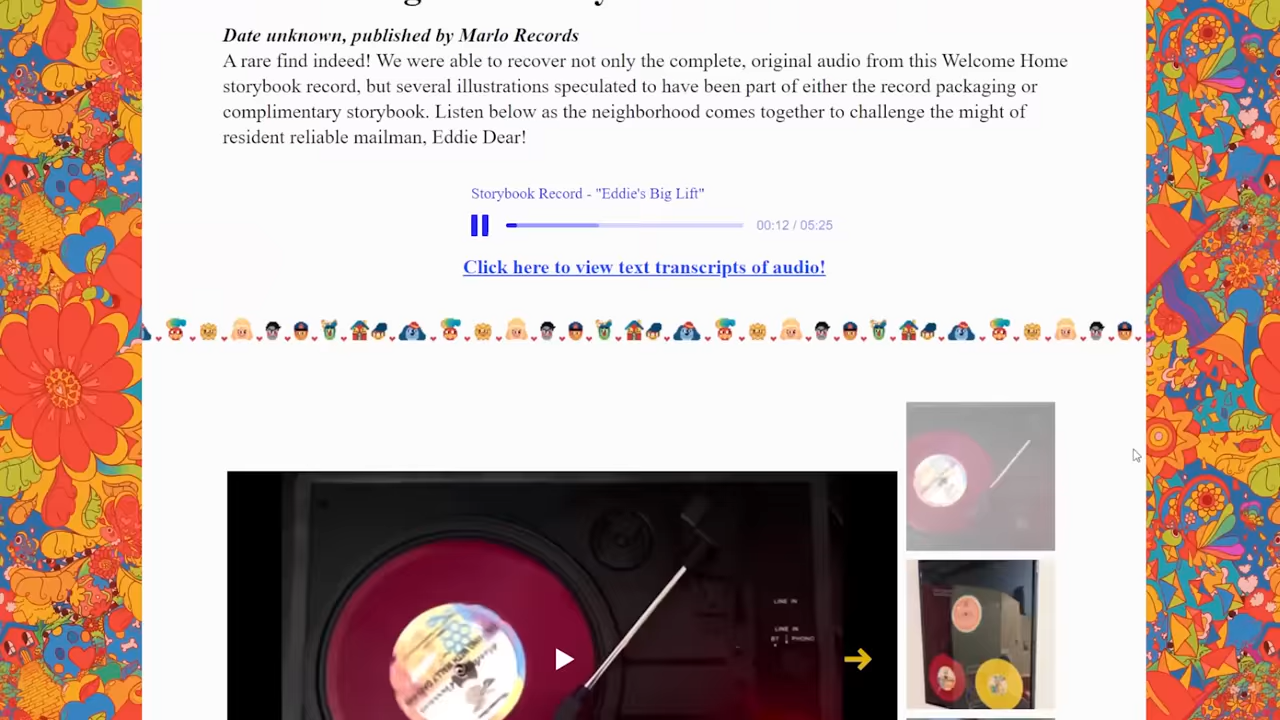 Date unknown, published by Marlo Records
A rare find indeed! We were able to recover not only the complete, original audio from this Welcome Home
storybook record, but several illustrations speculated to have been part of either the record packaging or
complimentary storybook. Listen below as the neighborhood comes together to challenge the might of
resident reliable mailman, Eddie Dear!
Storybook Record - "Eddie's Big Lift"
00:12 / 05:25
Click here to view text transcripts of audio!
LINE IN
LINE IN
BT PHONO